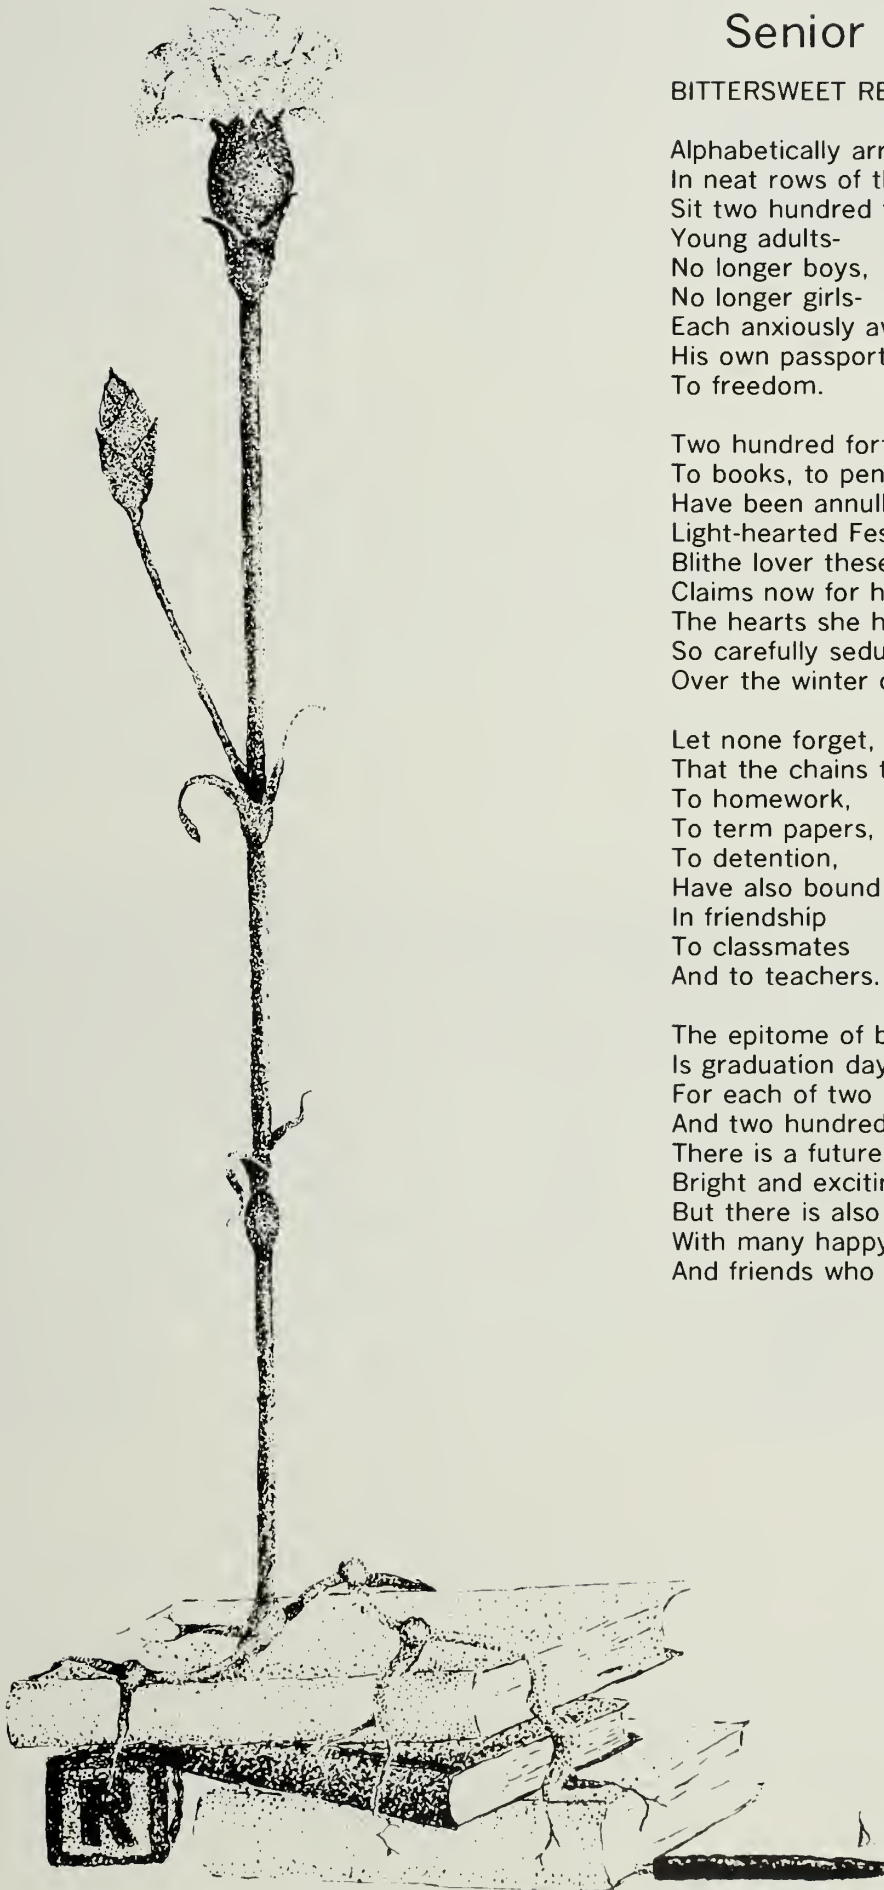 Senior
BITTERSWEET RE
Alphabetically arr
In neat rows of th
Sit two hundred f
Young adults-
No longer boys,
No longer girls-
Each anxiously aw
His own passport
To freedom.
Two hundred fort
To books, to pen
Have been annull
Light-hearted Fes
Blithe lover these
Claims now for h
The hearts she h
So carefully sedu
Over the winter
Let none forget,
That the chains t
To homework,
To term papers,
To detention,
Have also bound
In friendship
To classmates
And to teachers.
The epitome of b
Is graduation day
For each of two
And two hundred
There is a future
Bright and excitin
But there is also
With many happy
And friends who
R